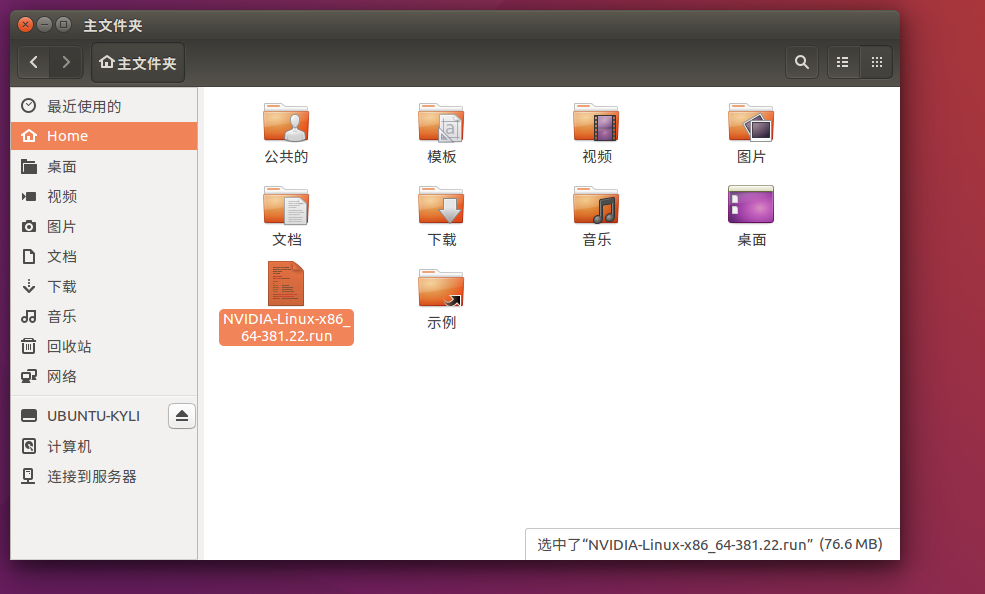 主文件夹
主文件夹
最近使用的
Home
桌面
视频
图片
文档
下载
音乐
回收站
网络
UBUNTU-KYLI
计算机
连接到服务器
公共的
模板
视频
图片
文档
下载
音乐
桌面
NVIDIA-Linux-x86_
64-381.22.run
示例
选中了“NVIDIA-Linux-x86_64-381.22.run” (76.6 MB)